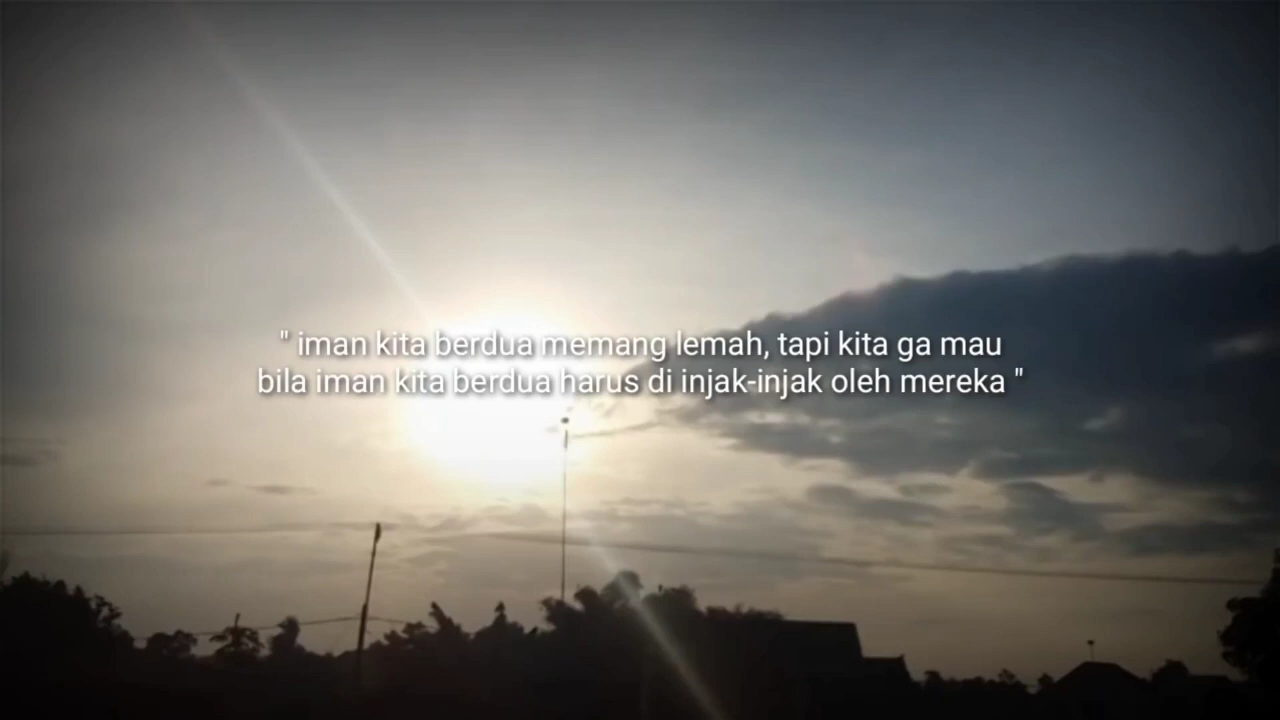 " iman kita berdua memang lemah, tapi kita ga mau
bila iman kita berdua harus di injak-injak oleh mereka "